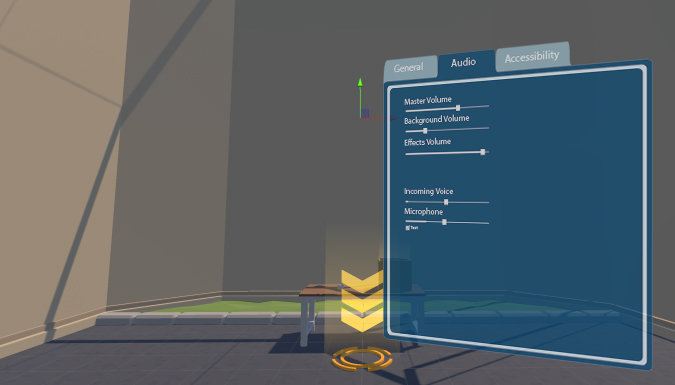 General
Audio
Accessibility
Master Volume
Background Volume
Effects Volume
Incoming Voice
Microphone
Test